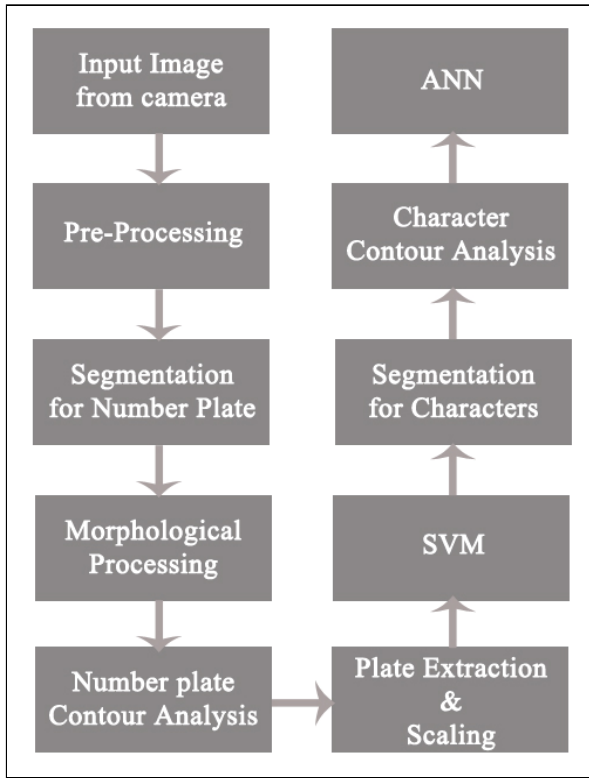 Input Image
from camera
Pre-Processing
Segmentation
for Number Plate
Morphological
Processing
Number plate
Contour Analysis
Plate Extraction
&
Scaling
SVM
Segmentation
for Characters
Character
Contour Analysis
ANN